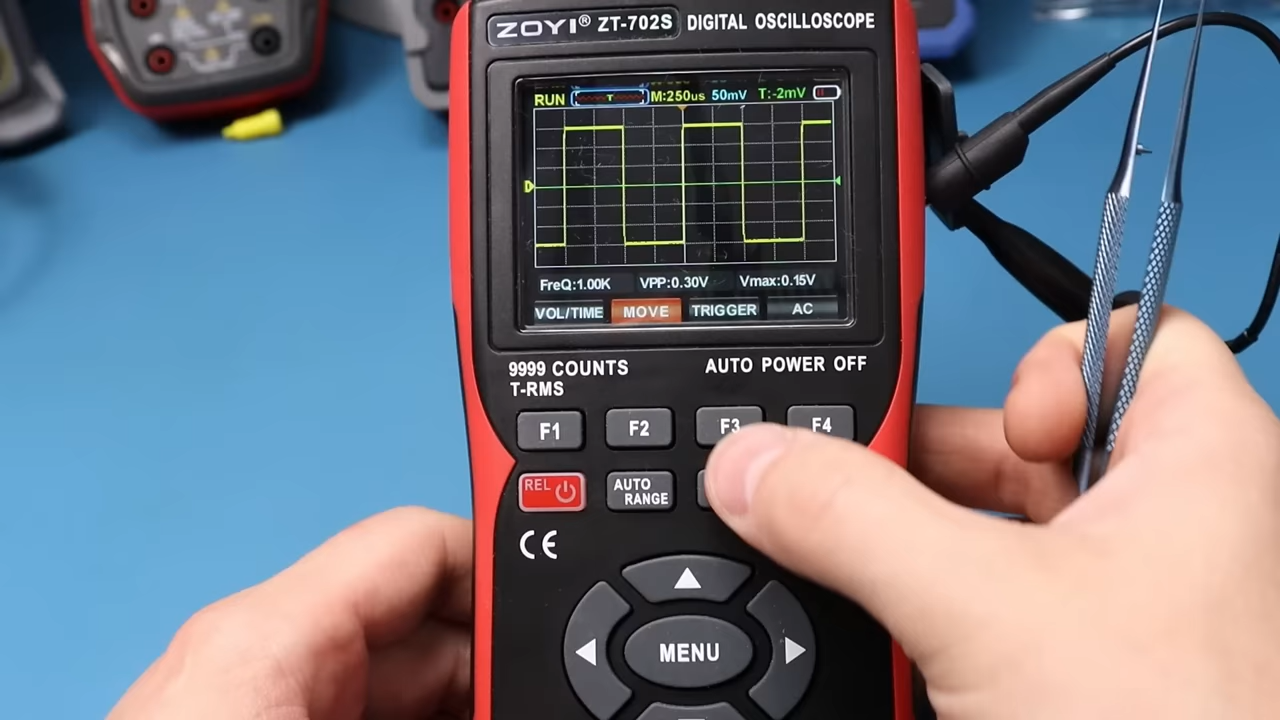 ZOYI® ZT-702S DIGITAL OSCILLOSCOPE
RUN T M:250us 50mV T:-2mV
D
FreQ:1.00K VPP:0.30V Vmax:0.15V
VOL/TIME MOVE TRIGGER AC
9999 COUNTS AUTO POWER OFF
T-RMS
F1 F2 F3 F4
REL AUTO RANGE
CE
MENU